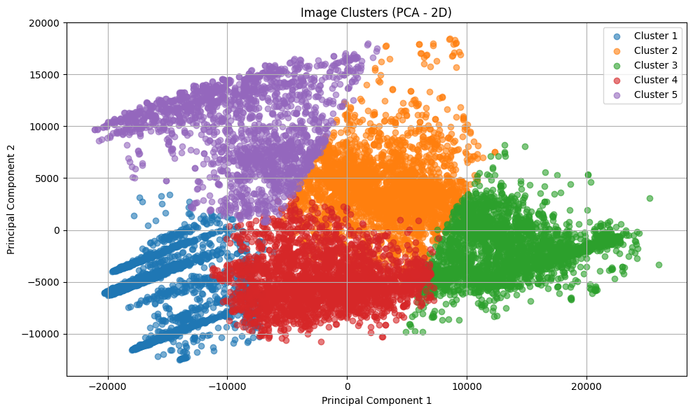 Image Clusters (PCA - 2D)
20000
15000
10000
5000
0
−5000
−10000
Principal Component 2
Cluster 1
Cluster 2
Cluster 3
Cluster 4
Cluster 5
−20000
−10000
0
10000
20000
Principal Component 1